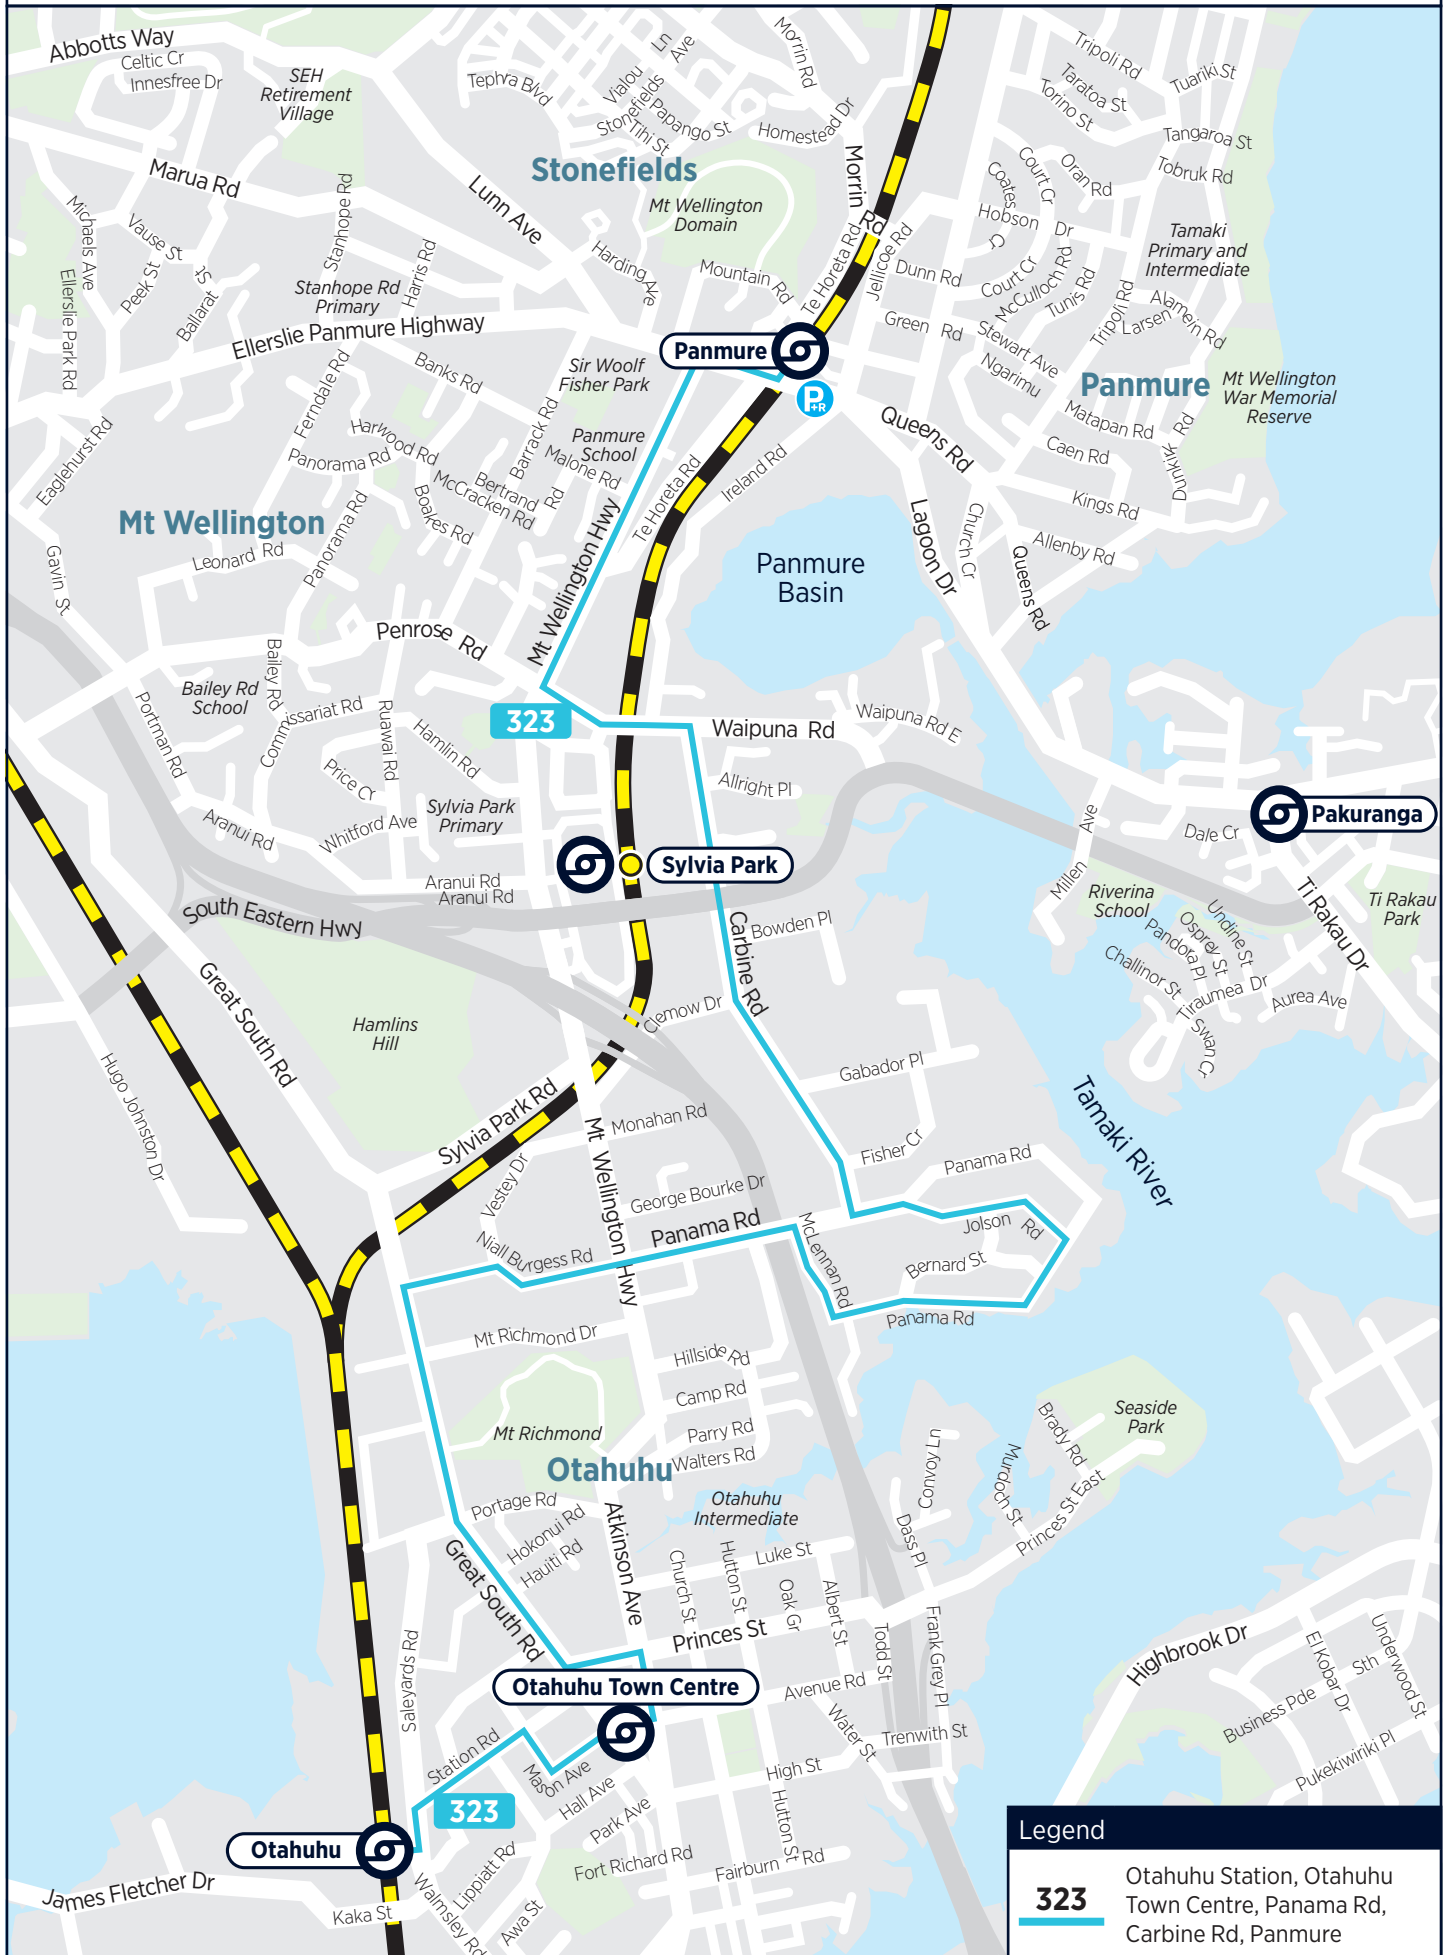 Abbotts Way
Celtic Cr
Innesfree Dr
SEH
Retirement
Village
Tephra Blvd
Vialou
Ln
Ave
Stonefields
Papango St
Tihi St
Morrin Rd
Homestead Dr
Tripoli Rd
Taratoa St
Torino St
Tuariki St
Tangaroa St
Tobruk Rd
Marua Rd
Stonefields
Mt Wellington
Domain
Morrin Rd
Coates
Cr
Court Cr
Oran Rd
Hobson Dr
Tamaki
Primary and
Intermediate
Michaels Ave
Vause St
Peek St
Ballarat St
Stanhope Rd
Harris Rd
Lunn Ave
Harding Ave
Mountain Rd
Te Horeta Rd
Jellicoe Rd
Dunn Rd
Court Cr
McCulloch Rd
Tunis Rd
Tripoli Rd
Alamein Rd
Larsen
Ellerslie Park Rd
Stanhope Rd
Primary
Ellerslie Panmure Highway
Green Rd
Stewart Ave
Ngarimu
Panmure
Sir Woolf
Fisher Park
P+R
Panmure
Mt Wellington
War Memorial
Reserve
Ferndale Rd
Banks Rd
Barrack Rd
Eaglehurst Rd
Harwood Rd
Panorama Rd
Panmure
School
Malone Rd
Bertrand
Rd
McCracken Rd
Boakes Rd
Queens Rd
Matapan Rd
Caen Rd
Dunkirk Rd
Kings Rd
Te Horeta Rd
Ireland Rd
Mt Wellington
Panorama Rd
Leonard Rd
Gavin St
Mt Wellington Hwy
Panmure
Basin
Lagoon Dr
Church Cr
Allenby Rd
Queens Rd
Penrose Rd
Bailey Rd
Bailey Rd
School
Commissariat Rd
Ruawai Rd
Hamlin Rd
Portman Rd
Price Cr
323
Waipuna Rd
Waipuna Rd E
Allright Pl
Sylvia Park
Primary
Aranui Rd
Whitford Ave
Sylvia Park
Pakuranga
Dale Cr
Millen Ave
Aranui Rd
Aranui Rd
South Eastern Hwy
Carbine Rd
Bowden Pl
Riverina
School
Ti Rakau
Park
Ti Rakau Dr
Undine St
Osprey St
Pandora Pl
Challinor St
Tiraumea Dr
Aurea Ave
Swan Cr
Great South Rd
Hamlins
Hill
Clemow Dr
Gabador Pl
Hugo Johnston Dr
Sylvia Park Rd
Monahan Rd
Fisher Cr
Panama Rd
Tamaki River
Vestey Dr
Mt Wellington Hwy
George Bourke Dr
Panama Rd
Niall Burgess Rd
McLennan Rd
Jolson Rd
Bernard St
Panama Rd
Mt Richmond Dr
Hillside Rd
Camp Rd
Parry Rd
Walters Rd
Mt Richmond
Otahuhu
Otahuhu
Intermediate
Seaside
Park
Brady Rd
Murdoch St
Princes St East
Convoy Ln
Dass Pl
Portage Rd
Hokonui Rd
Hauiti Rd
Atkinson Ave
Great South Rd
Church St
Hutton St
Luke St
Oak Gr
Albert St
Princes St
Todd St
Frank Grey Pl
Saleyards Rd
Otahuhu Town Centre
Avenue Rd
Water St
Trenwith St
Highbrook Dr
El Kobar Dr
Underwood St
Sth
Business Pde
Pukekiwiriki Pl
Station Rd
Mason Ave
Hall Ave
Park Ave
High St
Hutton St
323
Otahuhu
Lippiatt Rd
Fort Richard Rd
Fairburn Rd
James Fletcher Dr
Kaka St
Walmsley Rd
Awa St
Legend
323
Otahuhu Station, Otahuhu
Town Centre, Panama Rd,
Carbine Rd, Panmure